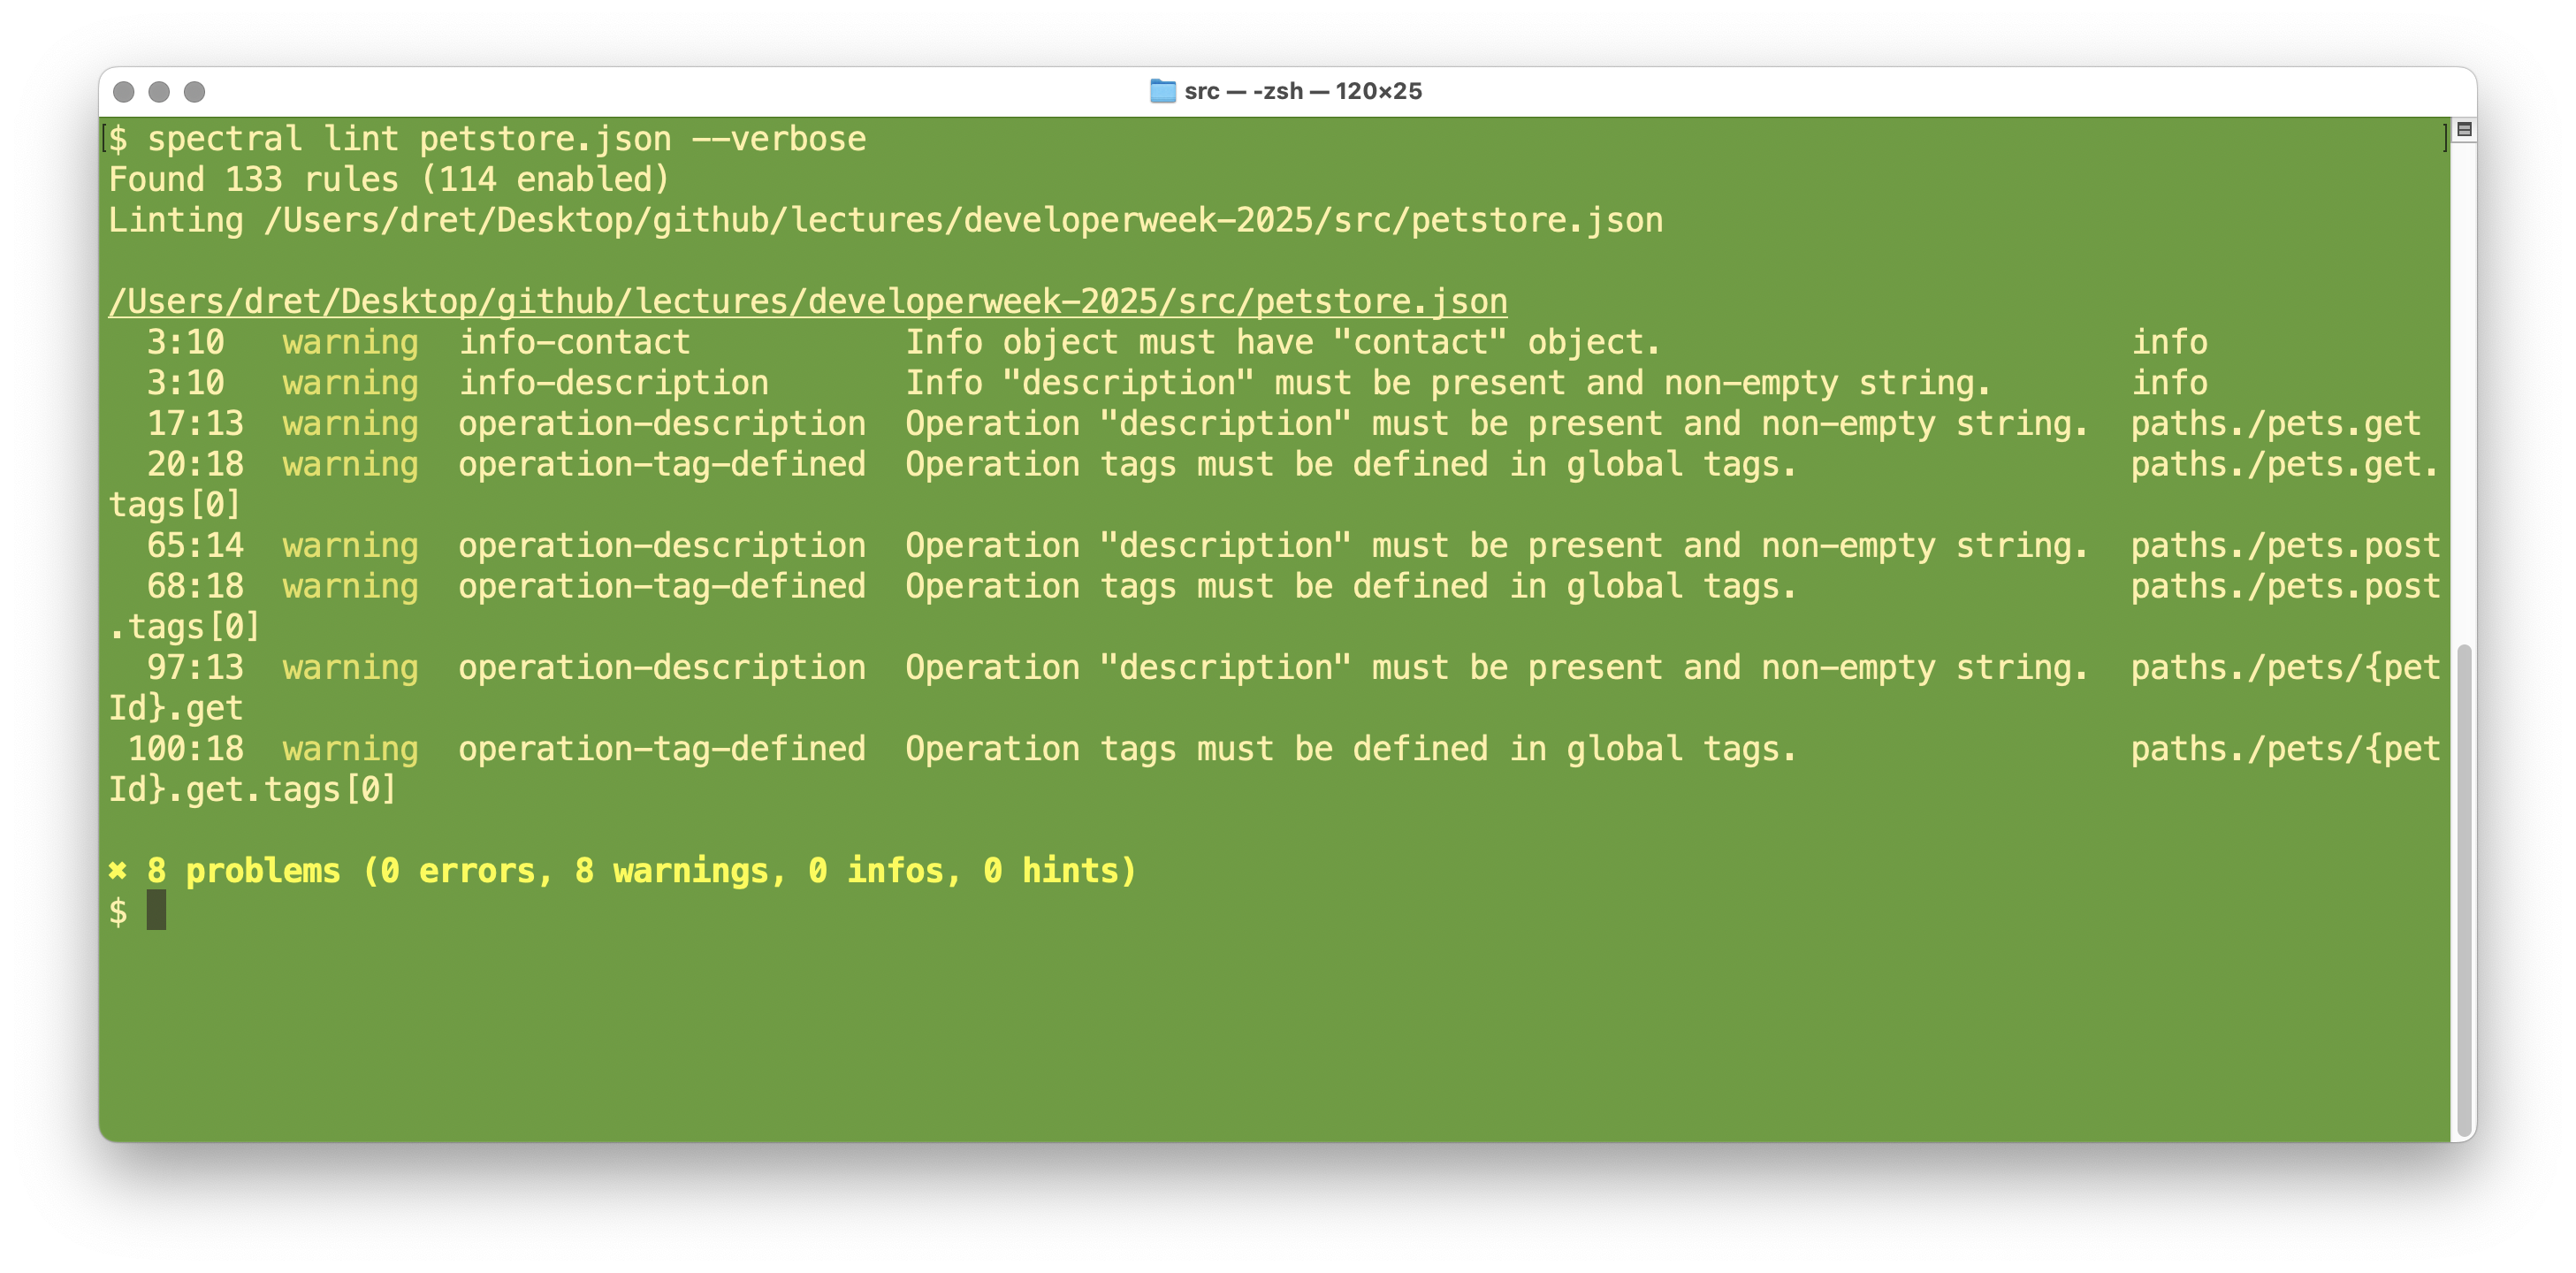 src — -zsh — 120×25
$ spectral lint petstore.json --verbose
Found 133 rules (114 enabled)
Linting /Users/dret/Desktop/github/lectures/developerweek-2025/src/petstore.json
/Users/dret/Desktop/github/lectures/developerweek-2025/src/petstore.json
3:10 warning info-contact Info object must have "contact" object. info
3:10 warning info-description Info "description" must be present and non-empty string. info
17:13 warning operation-description Operation "description" must be present and non-empty string. paths./pets.get
20:18 warning operation-tag-defined Operation tags must be defined in global tags. paths./pets.get.
tags[0]
65:14 warning operation-description Operation "description" must be present and non-empty string. paths./pets.post
68:18 warning operation-tag-defined Operation tags must be defined in global tags. paths./pets.post
.tags[0]
97:13 warning operation-description Operation "description" must be present and non-empty string. paths./pets/{pet
Id}.get
100:18 warning operation-tag-defined Operation tags must be defined in global tags. paths./pets/{pet
Id}.get.tags[0]
✖ 8 problems (0 errors, 8 warnings, 0 infos, 0 hints)
$